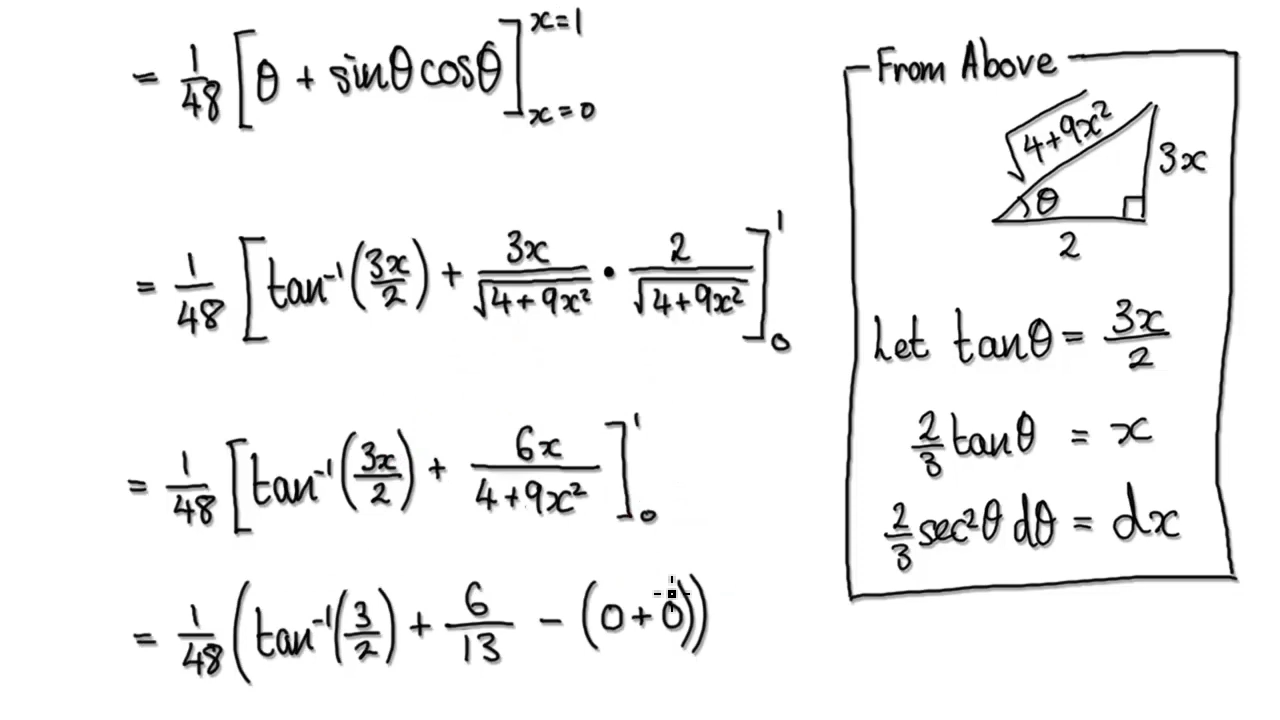 = 1/48 [θ + sinθ cosθ]_{x=0}^{x=1}
= 1/48 [tan⁻¹(3x/2) + 3x/√(4+9x²) • 2/√(4+9x²)]_0^1
= 1/48 [tan⁻¹(3x/2) + 6x/(4+9x²)]_0^1
= 1/48 (tan⁻¹(3/2) + 6/13 − (0+0))
From Above
√(4+9x²)
3x
θ
2
Let tanθ = 3x/2
2/3 tanθ = x
2/3 sec²θ dθ = dx